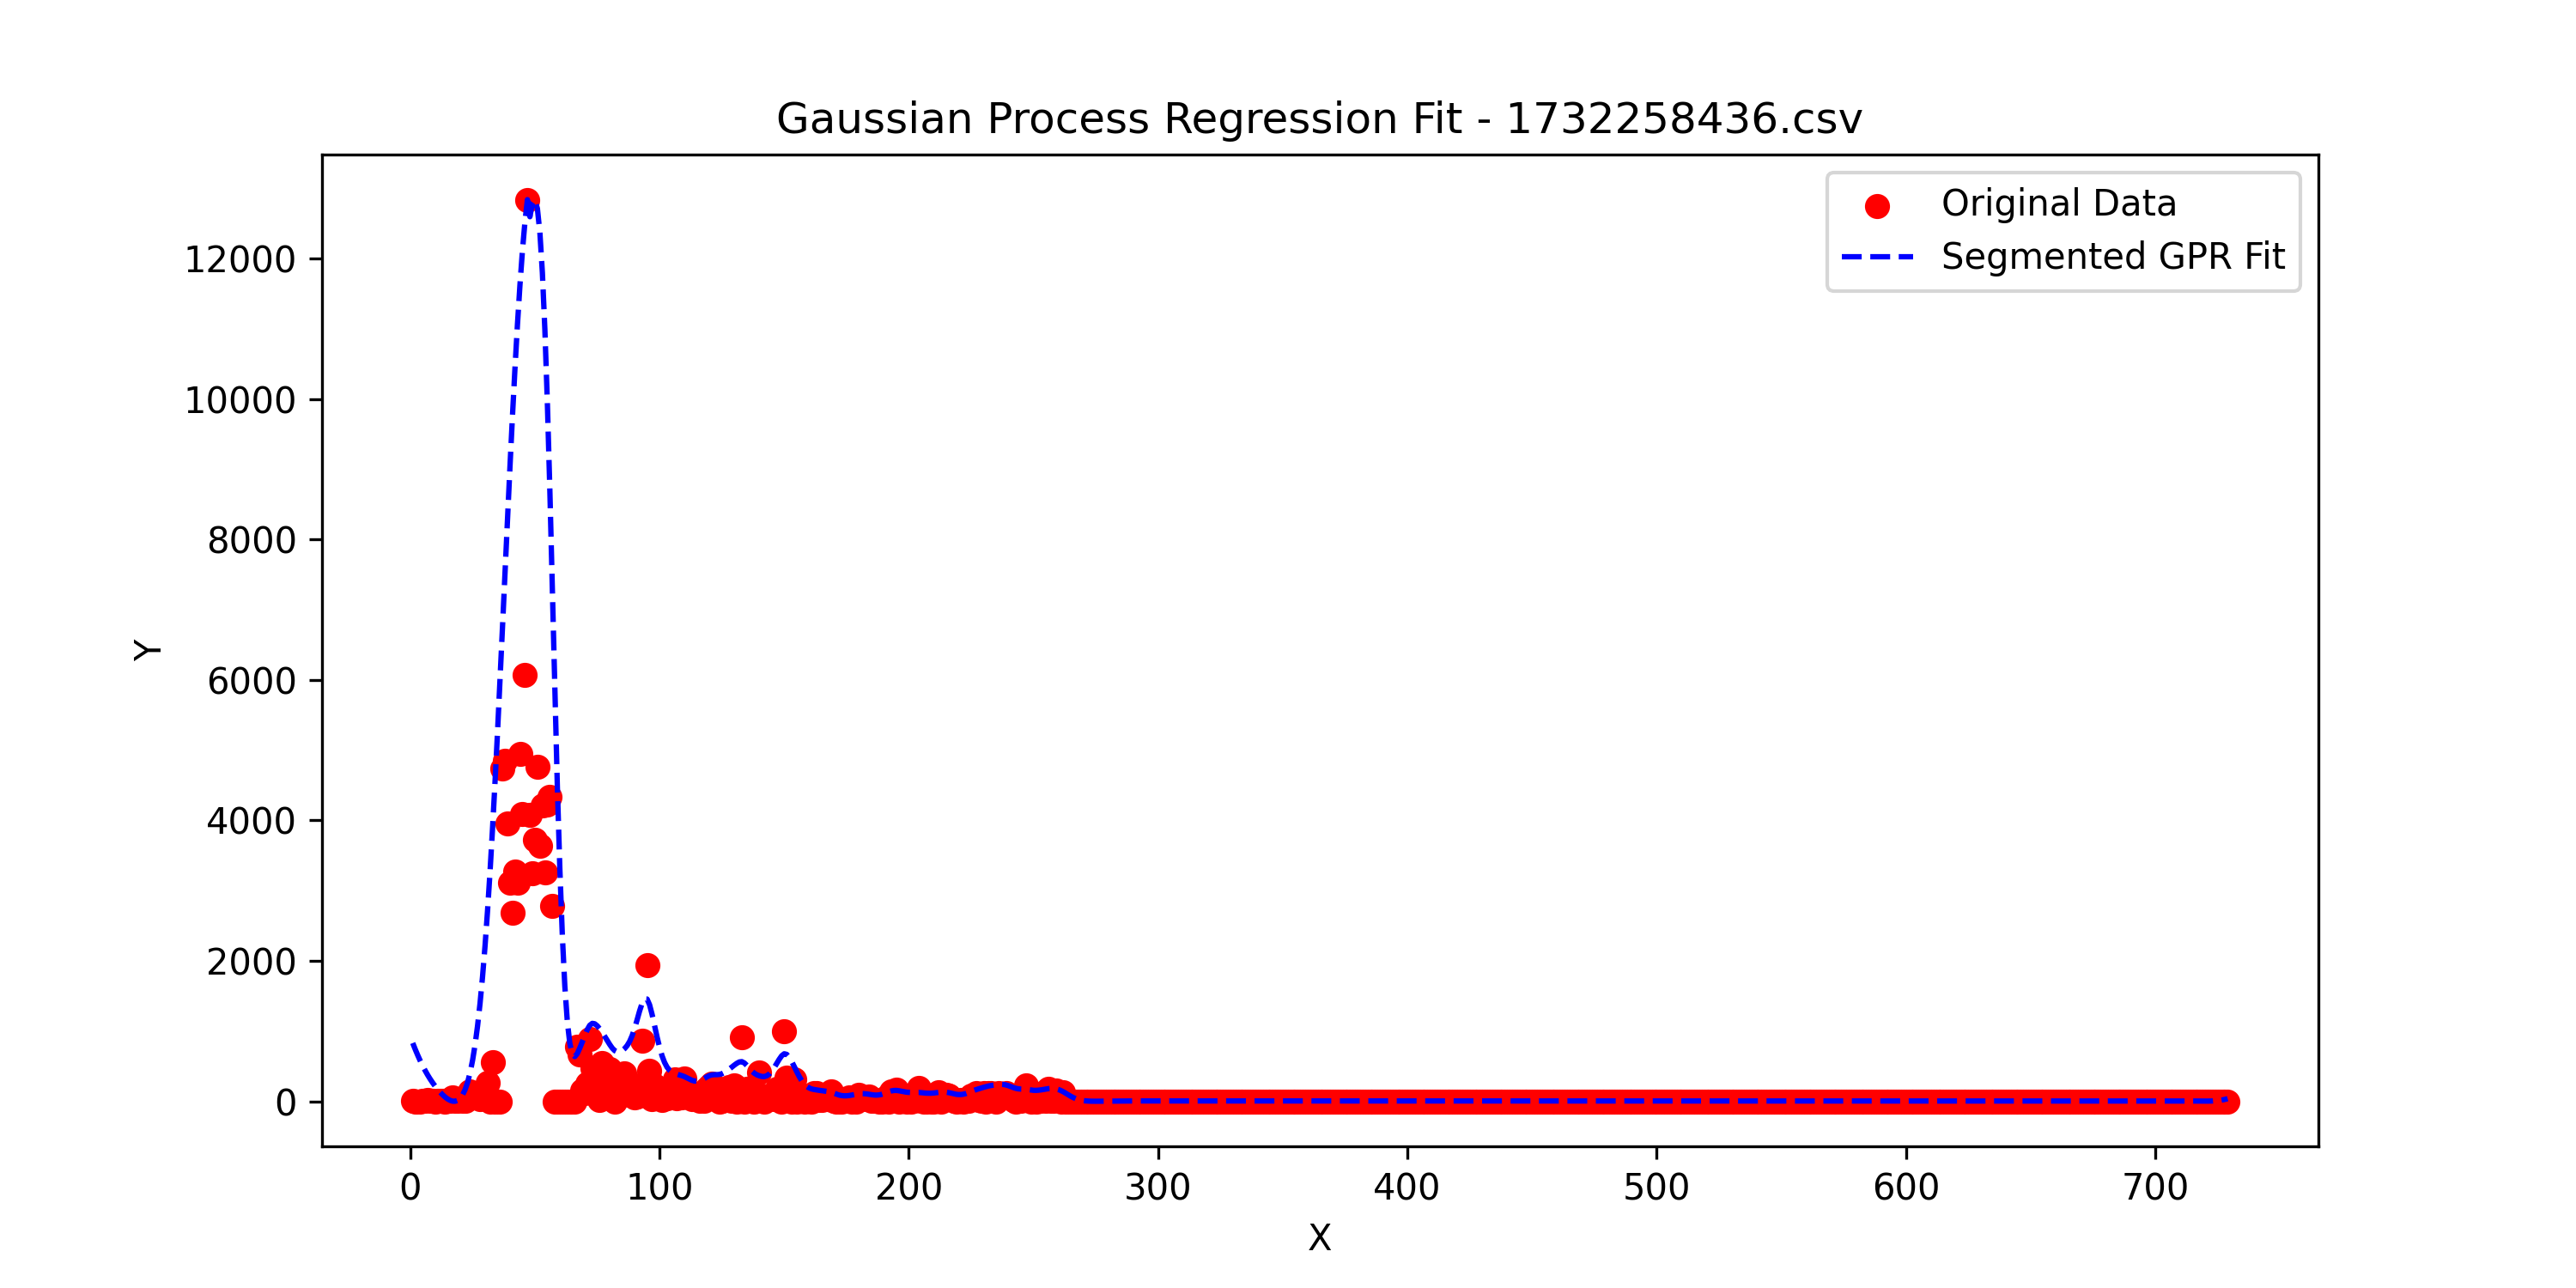 Gaussian Process Regression Fit - 1732258436.csv
Original Data
Segmented GPR Fit
12000
10000
8000
6000
4000
2000
0
Y
0 100 200 300 400 500 600 700
X